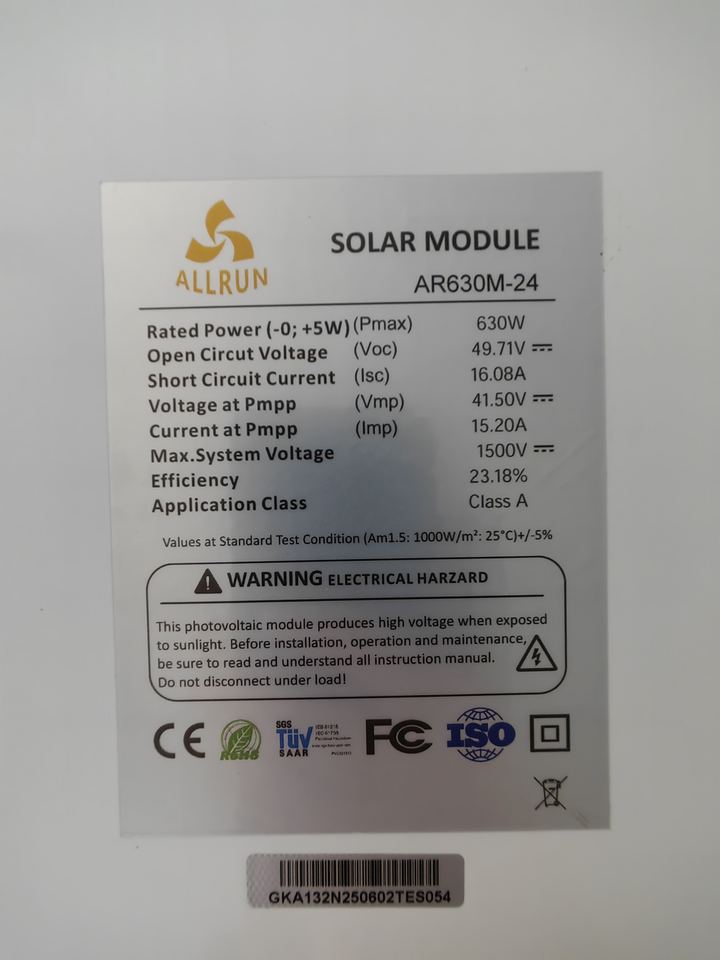 ALLRUN
SOLAR MODULE
AR630M-24
Rated Power (-0; +5W) (Pmax) 630W
Open Circut Voltage (Voc) 49.71V
Short Circuit Current (Isc) 16.08A
Voltage at Pmpp (Vmp) 41.50V
Current at Pmpp (Imp) 15.20A
Max.System Voltage 1500V
Efficiency 23.18%
Application Class Class A
Values at Standard Test Condition (Am1.5: 1000W/m²: 25°C)+/-5%
WARNING ELECTRICAL HARZARD
This photovoltaic module produces high voltage when exposed
to sunlight. Before installation, operation and maintenance,
be sure to read and understand all instruction manual.
Do not disconnect under load!
CE RoHS SGS TÜV SAAR FC ISO
GKA132N250602TES054